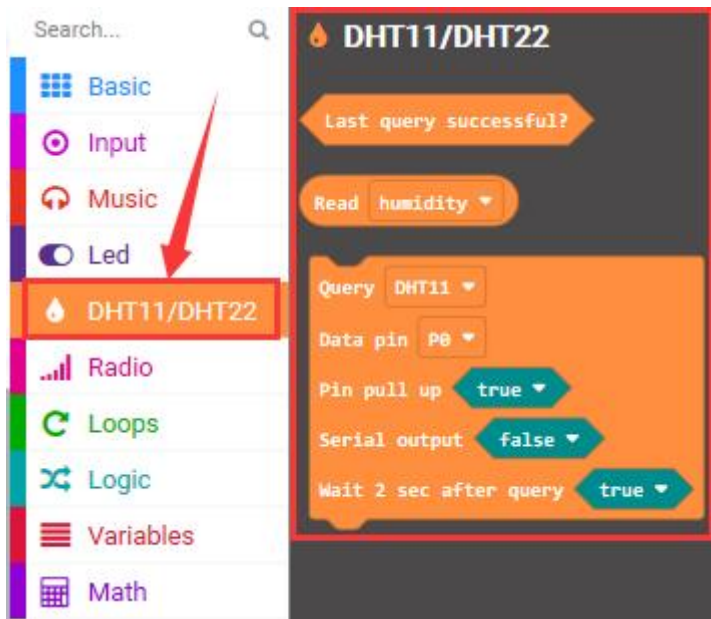 Search...
Basic
Input
Music
Led
DHT11/DHT22
Radio
Loops
Logic
Variables
Math
DHT11/DHT22
Last query successful?
Read humidity
Query DHT11
Data pin P0
Pin pull up true
Serial output false
Wait 2 sec after query true